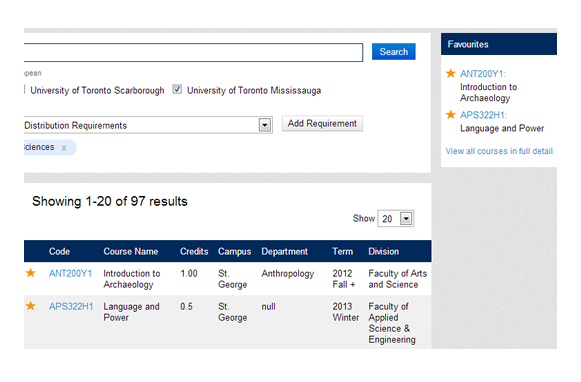 Search
opean
University of Toronto Scarborough
University of Toronto Mississauga
Distribution Requirements
Add Requirement
ciences x
Favourites
ANT200Y1:
Introduction to
Archaeology
APS322H1:
Language and Power
View all courses in full detail
Showing 1-20 of 97 results
Show 20
Code Course Name Credits Campus Department Term Division
ANT200Y1 Introduction to 1.00 St. Anthropology 2012 Faculty of Arts
Archaeology George Fall + and Science
APS322H1 Language and 0.5 St. null 2013 Faculty of
Power George Winter Applied
Science &
Engineering